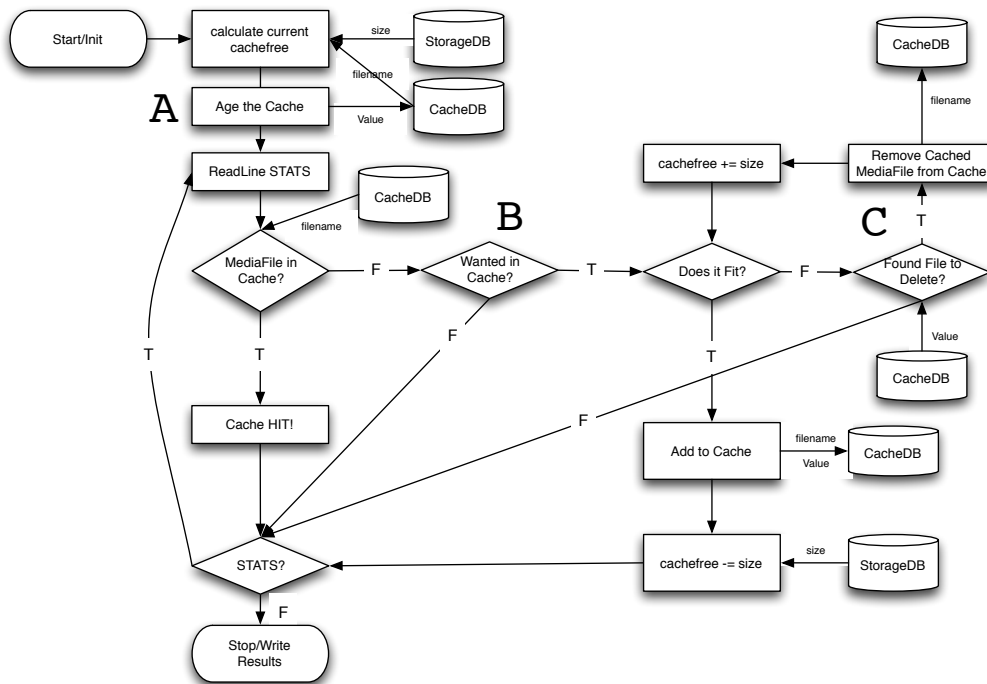 Start/Init
calculate current
cachefree
size
StorageDB
filename
A
Age the Cache
Value
CacheDB
ReadLine STATS
CacheDB
filename
MediaFile in
Cache?
F
B
Wanted in
Cache?
T
Does it Fit?
F
C
Found File to
Delete?
T
Remove Cached
MediaFile from Cache
filename
CacheDB
cachefree += size
Value
CacheDB
T
T
F
T
F
Cache HIT!
Add to Cache
filename
Value
CacheDB
STATS?
cachefree -= size
size
StorageDB
F
Stop/Write
Results